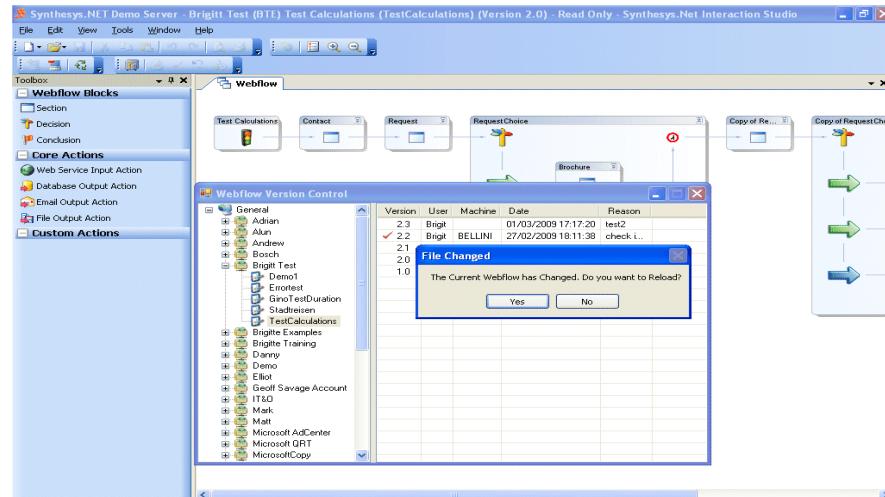 Synthesys.NET Demo Server - Brigitt Test (BTE) Test Calculations (TestCalculations) (Version 2.0) - Read Only - Synthesys.Net Interaction Studio
File Edit View Tools Window Help
Toolbox
Webflow Blocks
Section
Decision
Conclusion
Core Actions
Web Service Input Action
Database Output Action
Email Output Action
File Output Action
Custom Actions
Webflow
Test Calculations
Contact
Request
RequestChoice
Copy of Re...
Copy of RequestCh
Brochure
Webflow Version Control
General
Adrian
Alun
Andrew
Bosch
Brigitt Test
Demo1
Errortest
GinoTestDuration
Stadtreisen
TestCalculations
Brigitte Examples
Brigitte Training
Danny
Demo
Elliot
Geoff Savage Account
IT&O
Mark
Matt
Microsoft AdCenter
Microsoft QRT
MicrosoftCopy
Version User Machine Date Reason
2.3 Brigit 01/03/2009 17:17:20 test2
2.2 Brigit BELLINI 27/02/2009 18:11:38 check i...
2.1
2.0
1.0
File Changed
The Current Webflow has Changed. Do you want to Reload?
Yes No